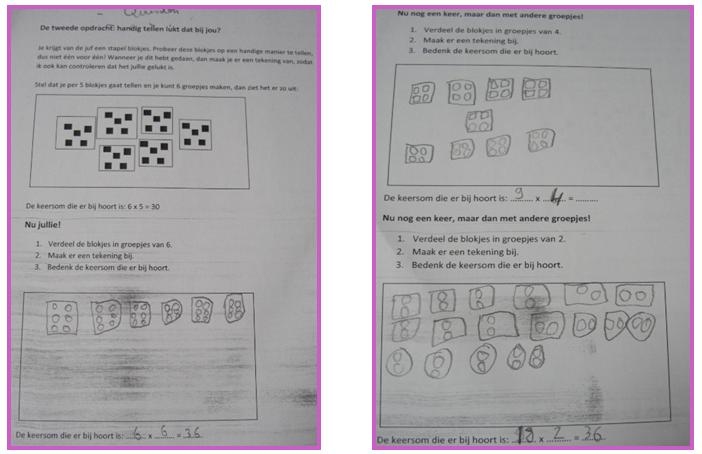 De tweede opdracht: handig tellen lukt dat bij jou?
Je krijgt van de juf een stapel blokjes. Probeer deze blokjes op een handige manier te tellen,
dus niet één voor één! Wanneer je dit hebt gedaan, dan maak je er een tekening van, zodat
ik ook kan controleren dat het jullie gelukt is.
Stel dat je per 5 blokjes gaat tellen en je kunt 6 groepjes maken, dan ziet het er zo uit:
De keersom die er bij hoort is: 6 x 5 = 30
Nu jullie!
1. Verdeel de blokjes in groepjes van 6.
2. Maak er een tekening bij.
3. Bedenk de keersom die er bij hoort.
De keersom die er bij hoort is: 6 x 6 = 36
Nu nog een keer, maar dan met andere groepjes!
1. Verdeel de blokjes in groepjes van 4.
2. Maak er een tekening bij.
3. Bedenk de keersom die er bij hoort.
De keersom die er bij hoort is: 9 x 4 = ..........
Nu nog een keer, maar dan met andere groepjes!
1. Verdeel de blokjes in groepjes van 2.
2. Maak er een tekening bij.
3. Bedenk de keersom die er bij hoort.
De keersom die er bij hoort is: 18 x 2 = 36